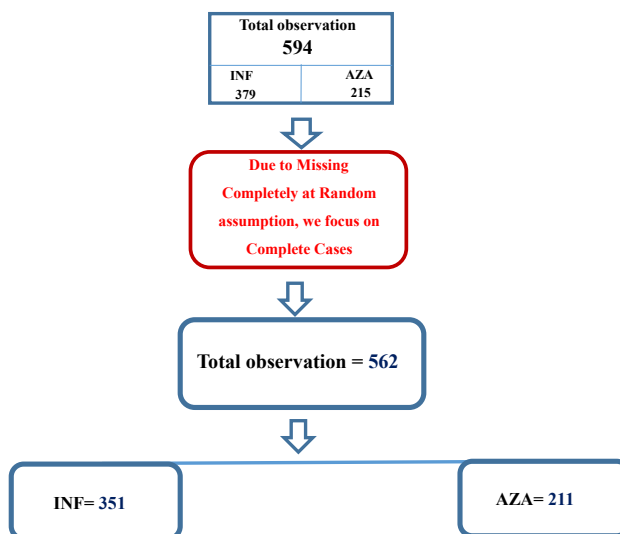 Total observation
594
INF AZA
379 215
Due to Missing
Completely at Random
assumption, we focus on
Complete Cases
Total observation = 562
INF= 351 AZA= 211